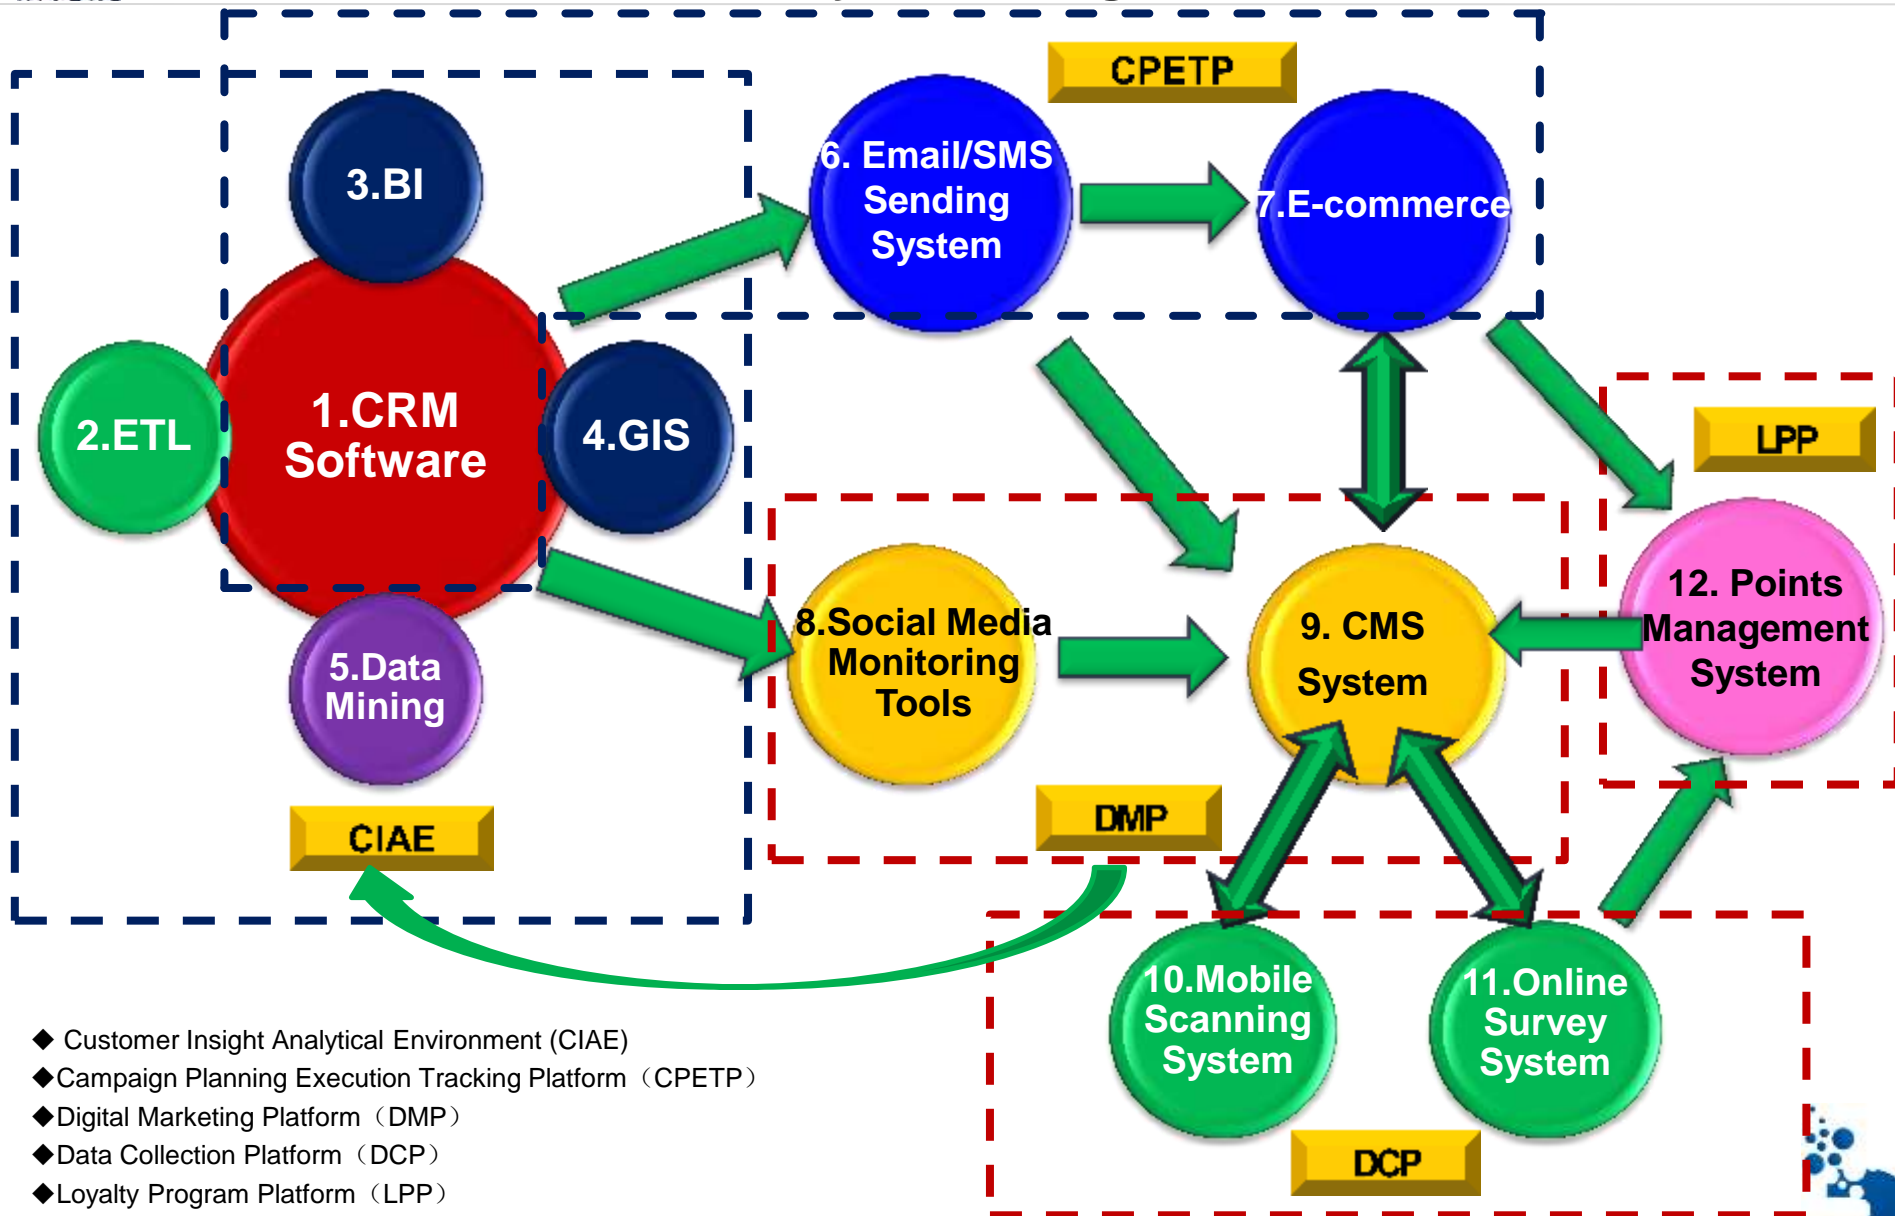 CPETP
3.BI
6. Email/SMS
Sending
System
7.E-commerce
2.ETL
1.CRM
Software
4.GIS
LPP
8.Social Media
Monitoring
Tools
9. CMS
System
12. Points
Management
System
5.Data
Mining
CIAE
DMP
10.Mobile
Scanning
System
11.Online
Survey
System
DCP
◆ Customer Insight Analytical Environment (CIAE)
◆Campaign Planning Execution Tracking Platform（CPETP）
◆Digital Marketing Platform（DMP）
◆Data Collection Platform（DCP）
◆Loyalty Program Platform（LPP）